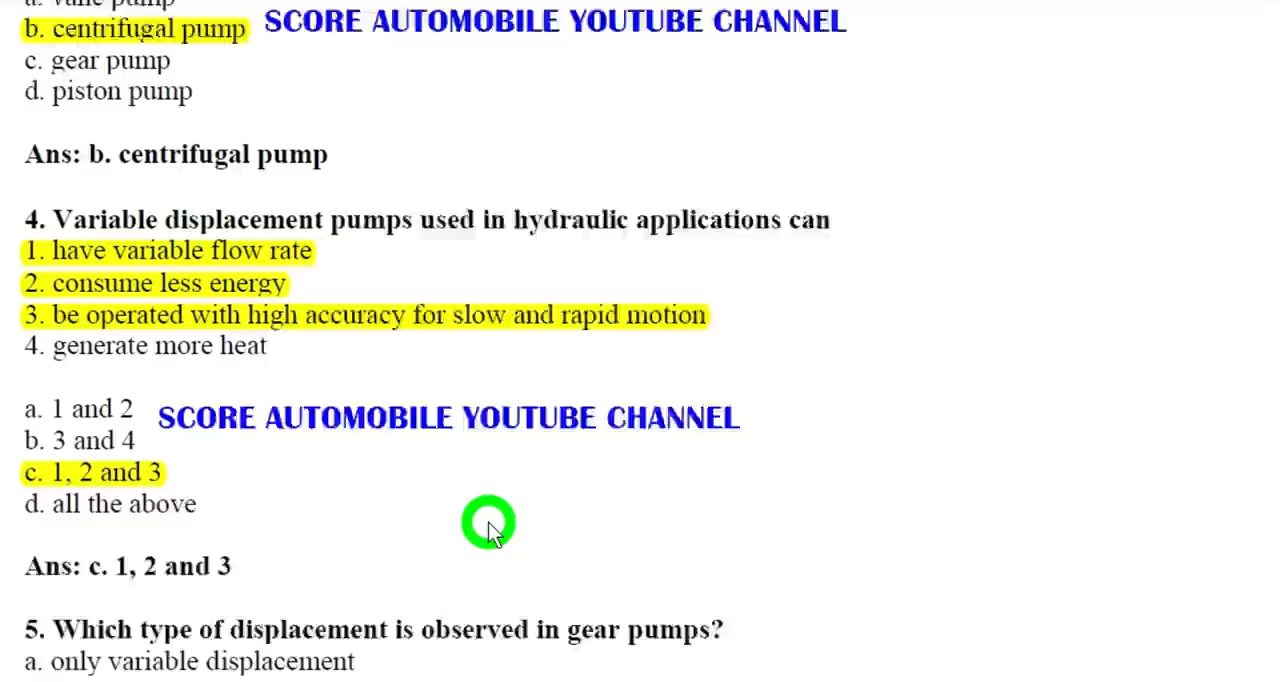 a. vane pump
b. centrifugal pump SCORE AUTOMOBILE YOUTUBE CHANNEL
c. gear pump
d. piston pump
Ans: b. centrifugal pump
4. Variable displacement pumps used in hydraulic applications can
1. have variable flow rate
2. consume less energy
3. be operated with high accuracy for slow and rapid motion
4. generate more heat
a. 1 and 2
SCORE AUTOMOBILE YOUTUBE CHANNEL
b. 3 and 4
c. 1, 2 and 3
d. all the above
Ans: c. 1, 2 and 3
5. Which type of displacement is observed in gear pumps?
a. only variable displacement